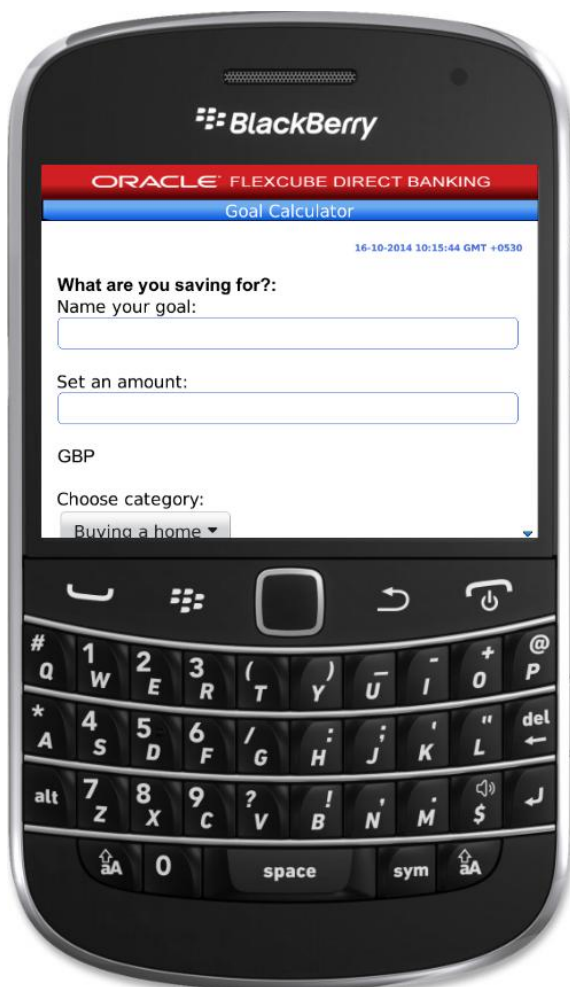 BlackBerry
ORACLE FLEXCUBE DIRECT BANKING
Goal Calculator
16-10-2014 10:15:44 GMT +0530
What are you saving for?:
Name your goal:
Set an amount:
GBP
Choose category:
Buying a home
# 1 2 3 ( ) _ - + @
Q W E R T Y U I O P
* 4 5 6 / : ; ' " del
A S D F G H J K L
alt 7 8 9 ? ! , . $
Z X C V B N M
aA 0 space sym aA